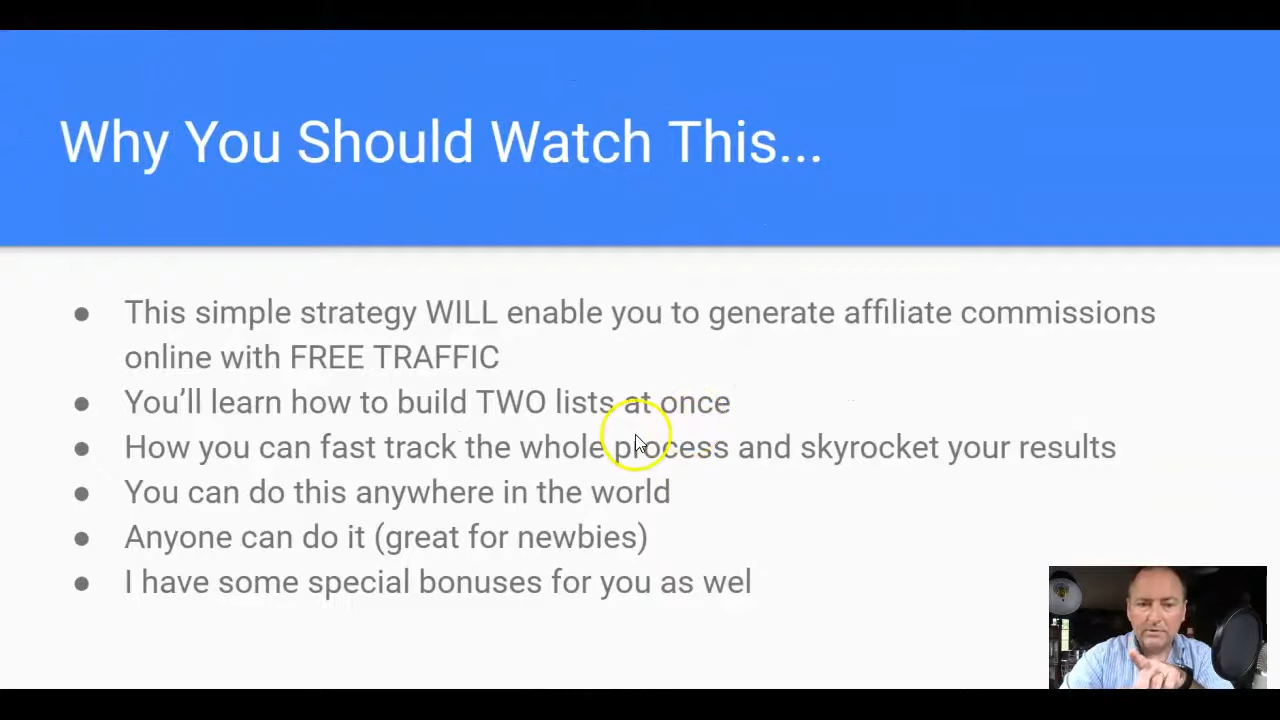 Why You Should Watch This...
● This simple strategy WILL enable you to generate affiliate commissions
online with FREE TRAFFIC
● You’ll learn how to build TWO lists at once
● How you can fast track the whole process and skyrocket your results
● You can do this anywhere in the world
● Anyone can do it (great for newbies)
● I have some special bonuses for you as wel